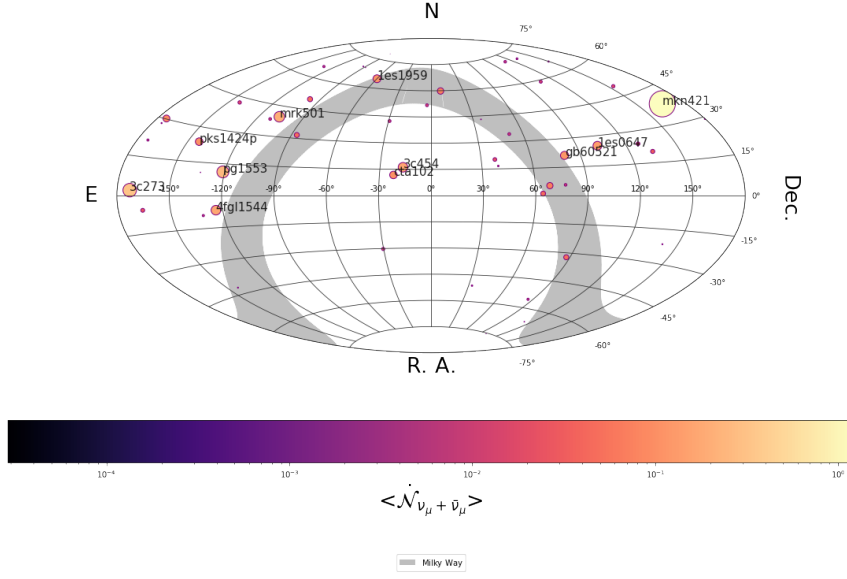 N
75°
60°
45°
30°
15°
0°
-15°
-30°
-45°
-60°
-75°
1es1959
mkn421
mrk501
pks1424p
1es0647
gb60521
3c454
cta102
pg1553
3c273
4fgl1544
E
150°
-120°
-90°
-60°
-30°
0°
30°
60°
90°
120°
150°
Dec.
R. A.
10⁻⁴
10⁻³
10⁻²
10⁻¹
10⁰
<𝒩̇ν_μ + ν̄_μ>
Milky Way